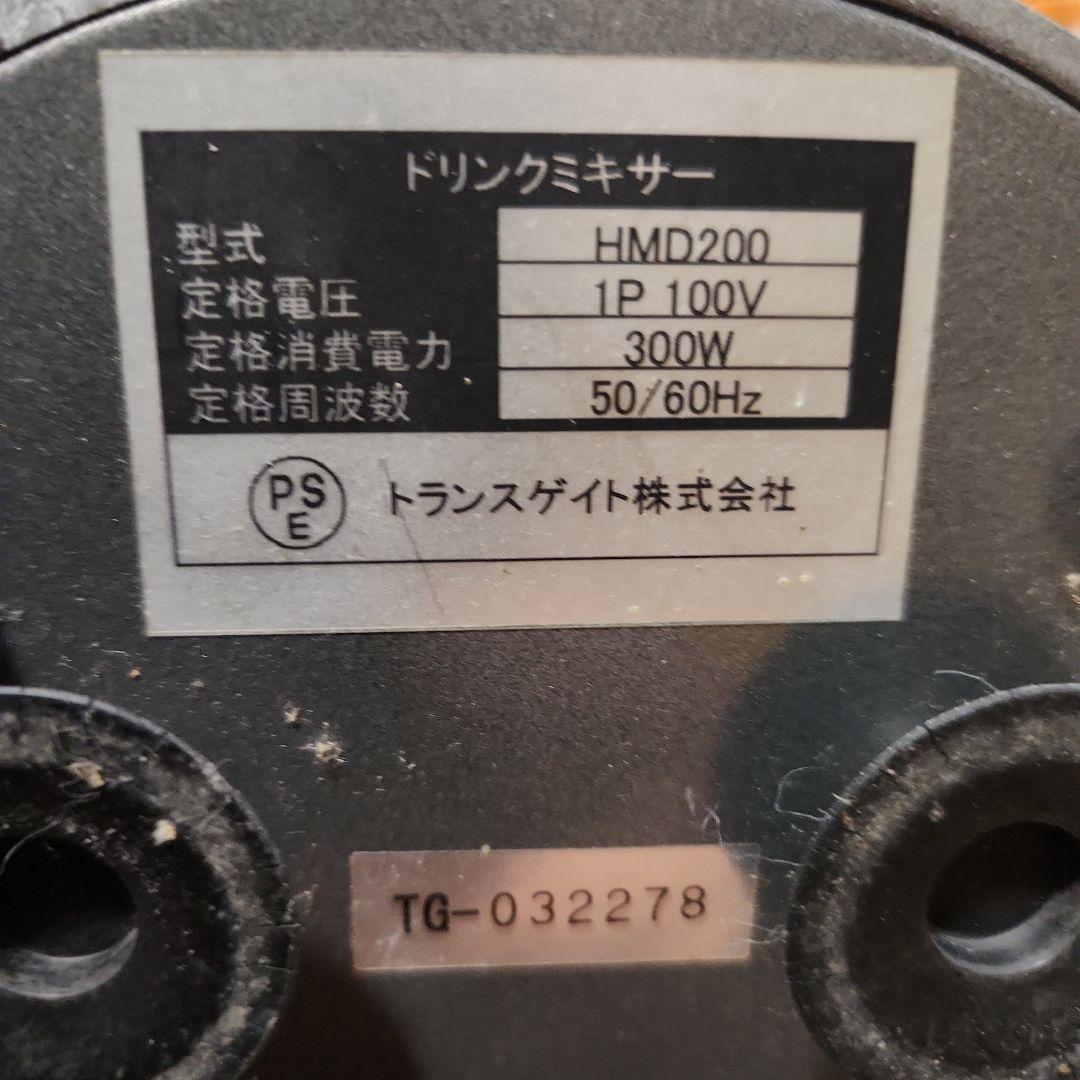 ドリンクミキサー
型式 HMD200
定格電圧 1P 100V
定格消費電力 300W
定格周波数 50/60Hz
PSE トランスゲイト株式会社
TG-032278